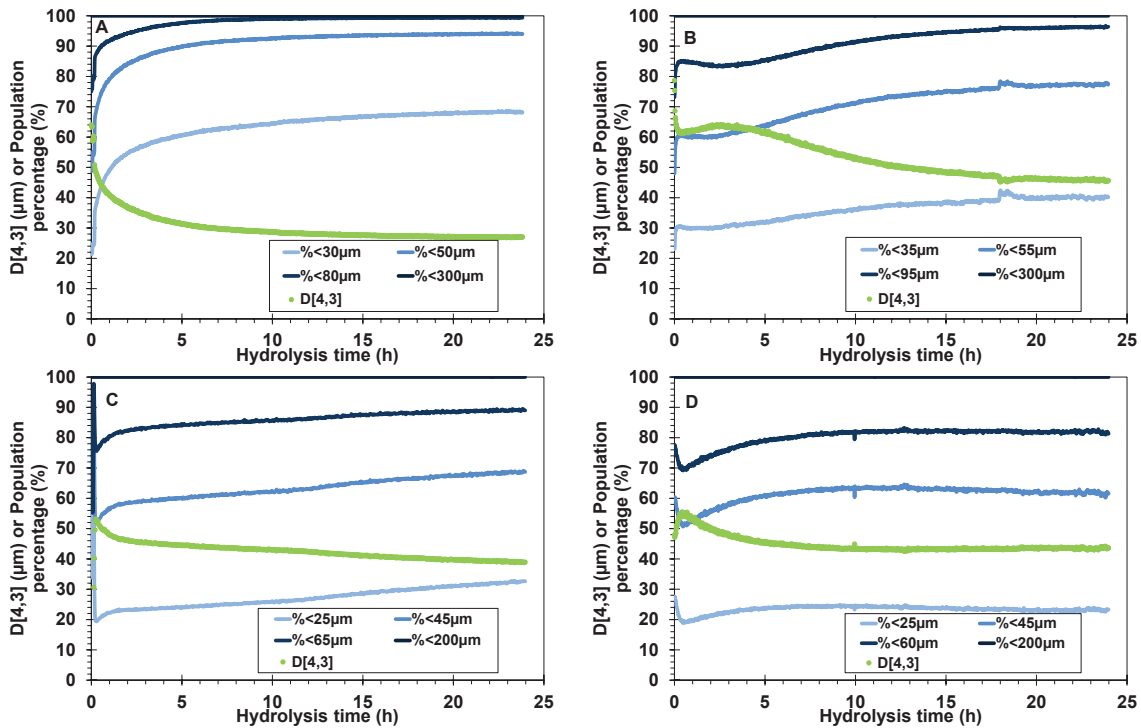 A
D[4,3] (µm) or Population
percentage (%)
100
90
80
70
60
50
40
30
20
10
0
%<30µm %<50µm
%<80µm %<300µm
D[4,3]
0 5 10 15 20 25
Hydrolysis time (h)
B
D[4,3] (µm) or Population
percentage (%)
100
90
80
70
60
50
40
30
20
10
0
%<35µm %<55µm
%<95µm %<300µm
D[4,3]
0 5 10 15 20 25
Hydrolysis time (h)
C
D[4,3] (µm) or Population
percentage (%)
100
90
80
70
60
50
40
30
20
10
0
%<25µm %<45µm
%<65µm %<200µm
D[4,3]
0 5 10 15 20 25
Hydrolysis time (h)
D
D[4,3] (µm) or Population
percentage (%)
100
90
80
70
60
50
40
30
20
10
0
%<25µm %<45µm
%<60µm %<200µm
D[4,3]
0 5 10 15 20 25
Hydrolysis time (h)